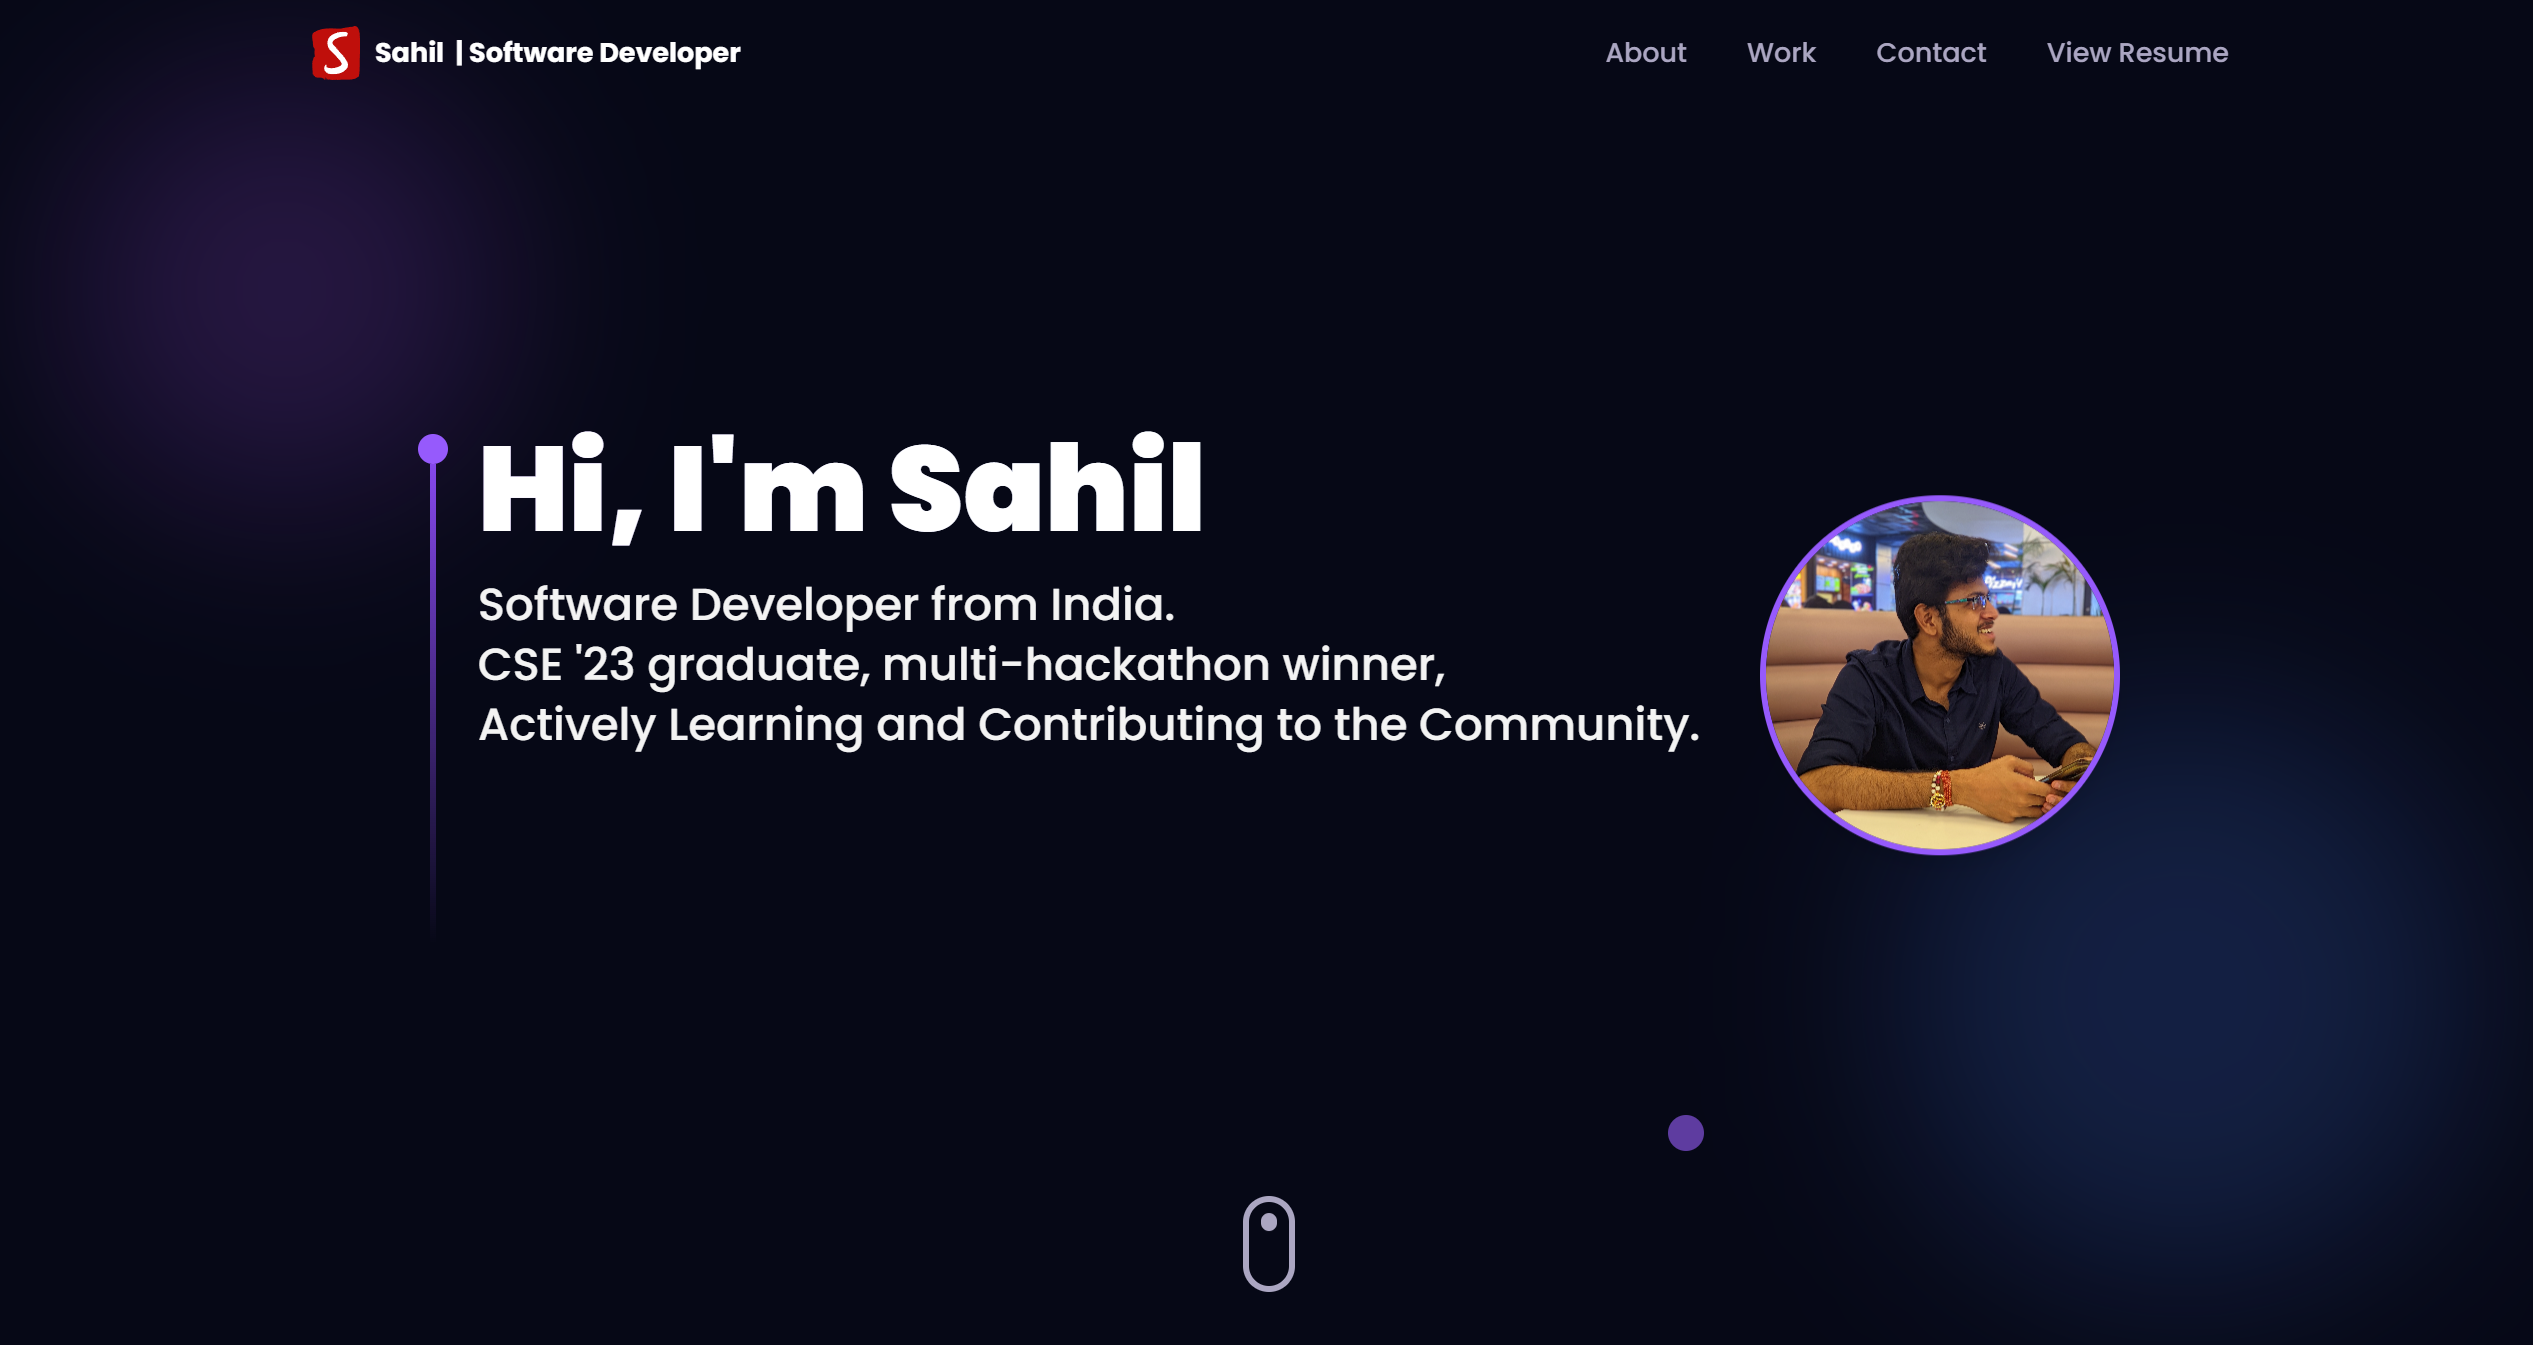 S
Sahil | Software Developer
About
Work
Contact
View Resume
Hi, I'm Sahil
Software Developer from India.
CSE '23 graduate, multi-hackathon winner,
Actively Learning and Contributing to the Community.